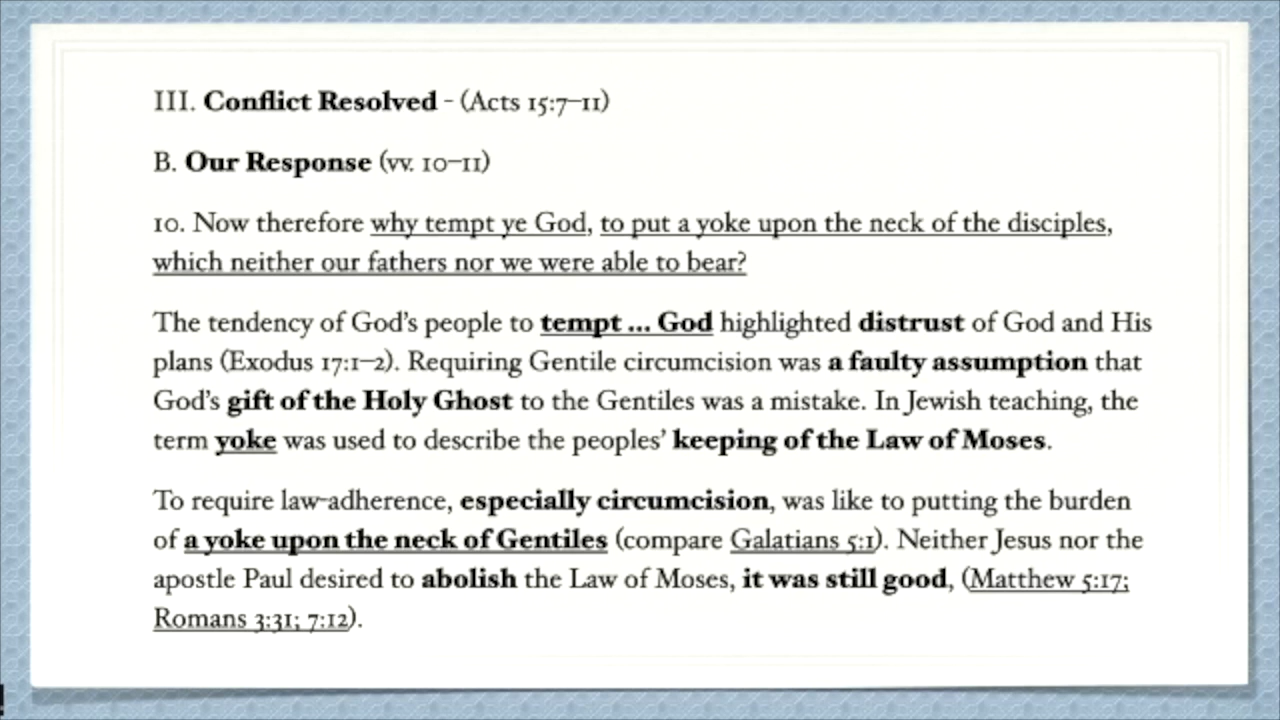 III. Conflict Resolved - (Acts 15:7–11)
B. Our Response (vv. 10–11)
10. Now therefore why tempt ye God, to put a yoke upon the neck of the disciples,
which neither our fathers nor we were able to bear?
The tendency of God’s people to tempt ... God highlighted distrust of God and His
plans (Exodus 17:1–2). Requiring Gentile circumcision was a faulty assumption that
God’s gift of the Holy Ghost to the Gentiles was a mistake. In Jewish teaching, the
term yoke was used to describe the peoples’ keeping of the Law of Moses.
To require law-adherence, especially circumcision, was like to putting the burden
of a yoke upon the neck of Gentiles (compare Galatians 5:1). Neither Jesus nor the
apostle Paul desired to abolish the Law of Moses, it was still good, (Matthew 5:17;
Romans 3:31; 7:12).